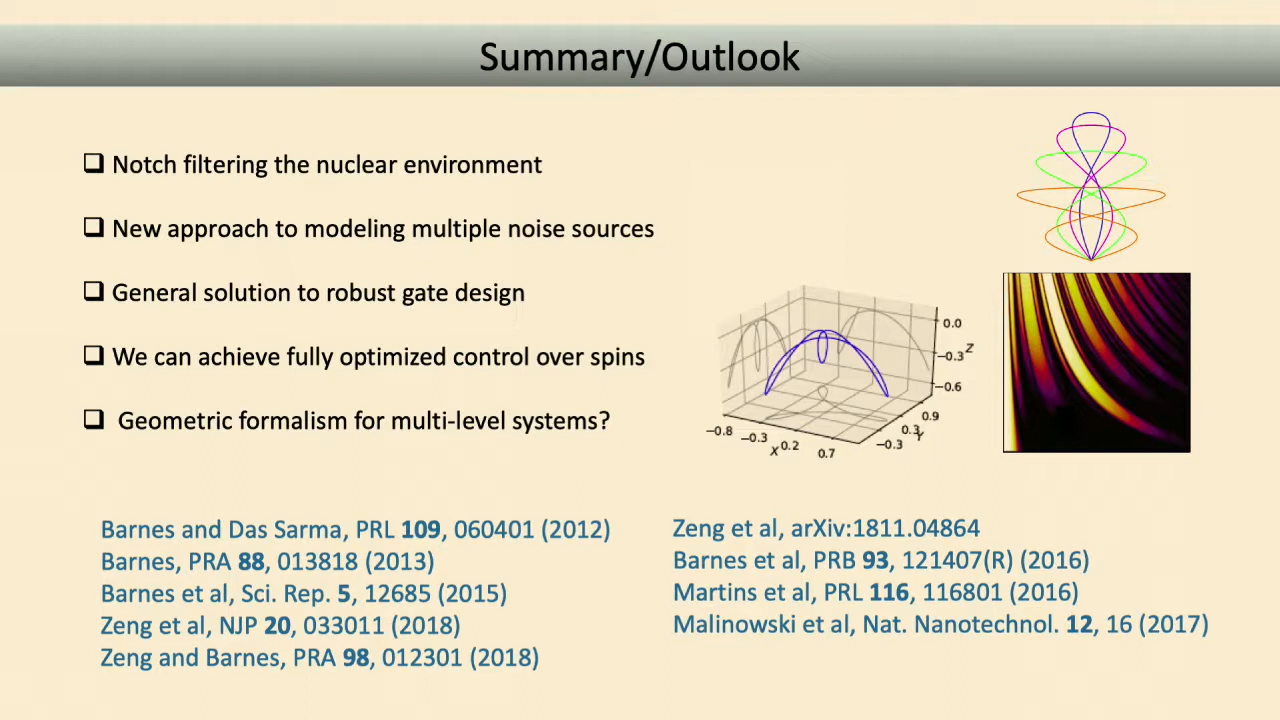 Summary/Outlook
❑ Notch filtering the nuclear environment
❑ New approach to modeling multiple noise sources
❑ General solution to robust gate design
❑ We can achieve fully optimized control over spins
❑ Geometric formalism for multi-level systems?
0.0
−0.3
Z
−0.6
−0.8
−0.3
X
0.2
0.7
−0.3
0.3
Y
0.9
Barnes and Das Sarma, PRL 109, 060401 (2012)
Barnes, PRA 88, 013818 (2013)
Barnes et al, Sci. Rep. 5, 12685 (2015)
Zeng et al, NJP 20, 033011 (2018)
Zeng and Barnes, PRA 98, 012301 (2018)
Zeng et al, arXiv:1811.04864
Barnes et al, PRB 93, 121407(R) (2016)
Martins et al, PRL 116, 116801 (2016)
Malinowski et al, Nat. Nanotechnol. 12, 16 (2017)